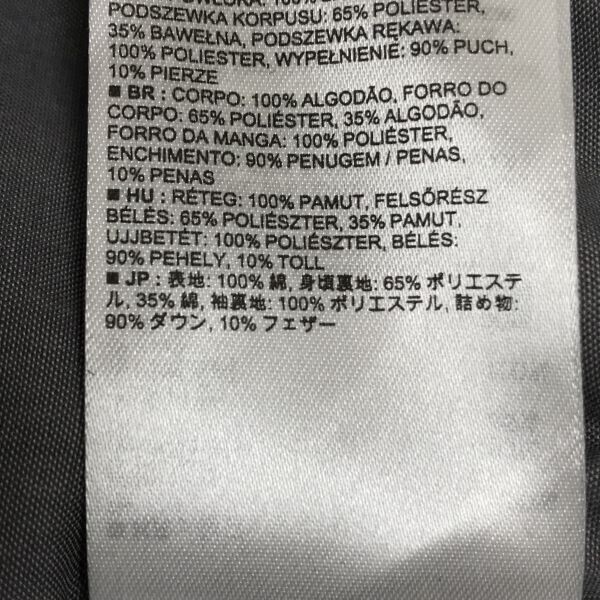 PODSZEWKA KORPUSU: 65% POLIESTER,
35% BAWEŁNA, PODSZEWKA RĘKAWA:
100% POLIESTER, WYPEŁNIENIE: 90% PUCH,
10% PIERZE
■ BR : CORPO: 100% ALGODÃO, FORRO DO
CORPO: 65% POLIÉSTER, 35% ALGODÃO,
FORRO DA MANGA: 100% POLIÉSTER,
ENCHIMENTO: 90% PENUGEM / PENAS,
10% PENAS
■ HU : RÉTEG: 100% PAMUT, FELSŐRÉSZ
BÉLÉS: 65% POLIÉSZTER, 35% PAMUT,
UJJBETÉT: 100% POLIÉSZTER, BÉLÉS:
90% PEHELY, 10% TOLL
■ JP : 表地: 100% 綿, 身頃裏地: 65% ポリエステ
ル, 35% 綿, 袖裏地: 100% ポリエステル, 詰め物:
90% ダウン, 10% フェザー